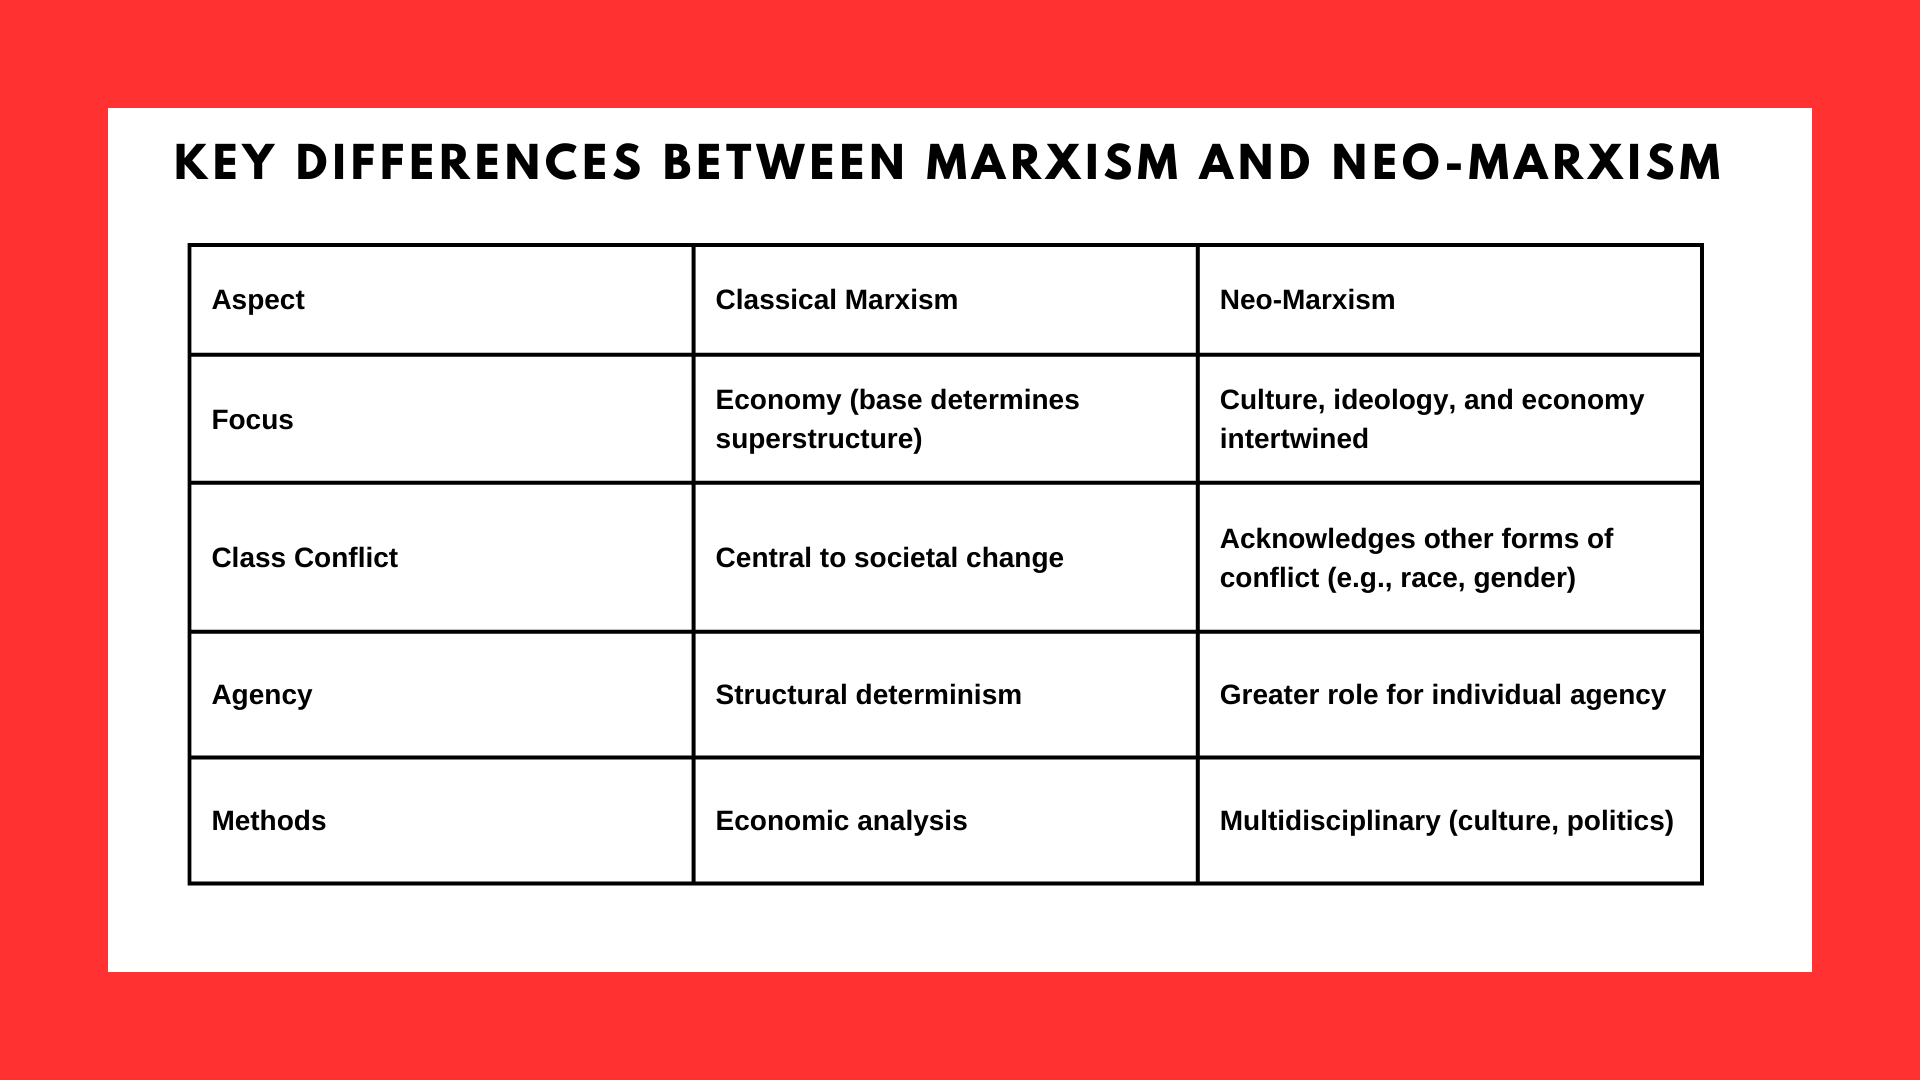 KEY DIFFERENCES BETWEEN MARXISM AND NEO-MARXISM
Aspect
Classical Marxism
Neo-Marxism
Focus
Economy (base determines
superstructure)
Culture, ideology, and economy
intertwined
Class Conflict
Central to societal change
Acknowledges other forms of
conflict (e.g., race, gender)
Agency
Structural determinism
Greater role for individual agency
Methods
Economic analysis
Multidisciplinary (culture, politics)